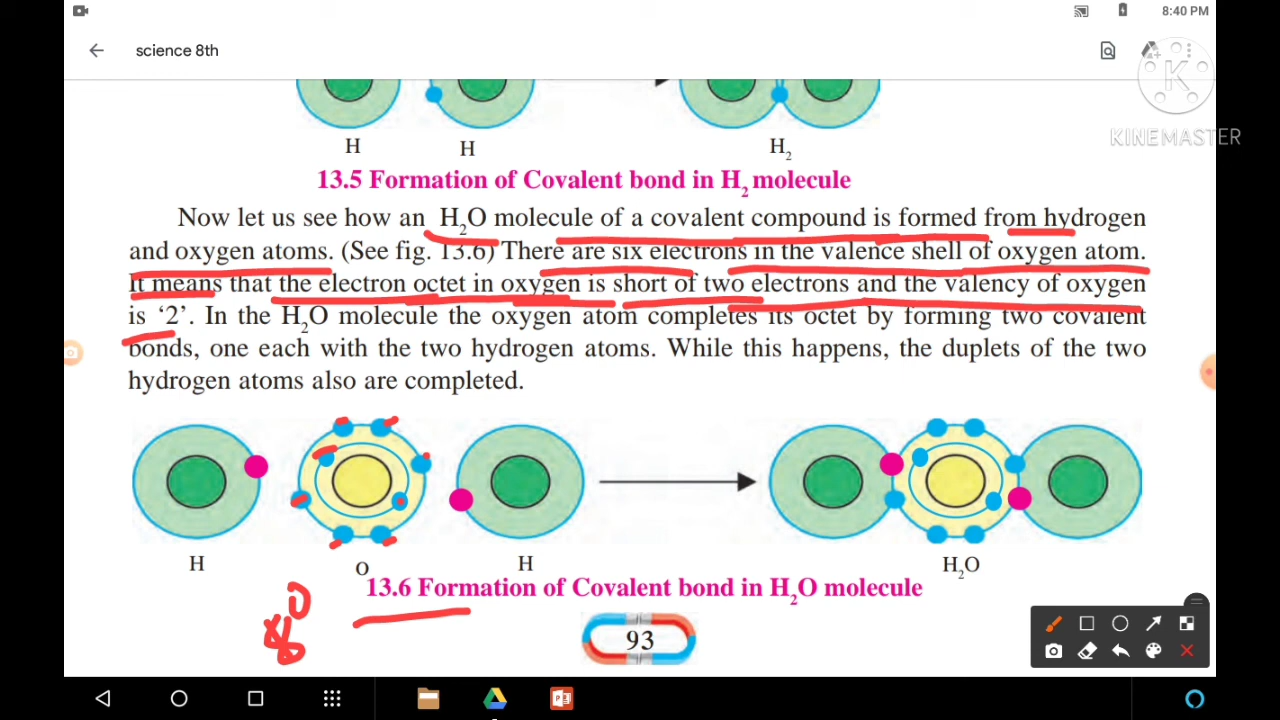 8:40 PM
science 8th
K
KINEMASTER
H
H
H₂
13.5 Formation of Covalent bond in H₂ molecule
Now let us see how an H₂O molecule of a covalent compound is formed from hydrogen
and oxygen atoms. (See fig. 13.6) There are six electrons in the valence shell of oxygen atom.
It means that the electron octet in oxygen is short of two electrons and the valency of oxygen
is ‘2’. In the H₂O molecule the oxygen atom completes its octet by forming two covalent
bonds, one each with the two hydrogen atoms. While this happens, the duplets of the two
hydrogen atoms also are completed.
H
O
H
H₂O
13.6 Formation of Covalent bond in H₂O molecule
93